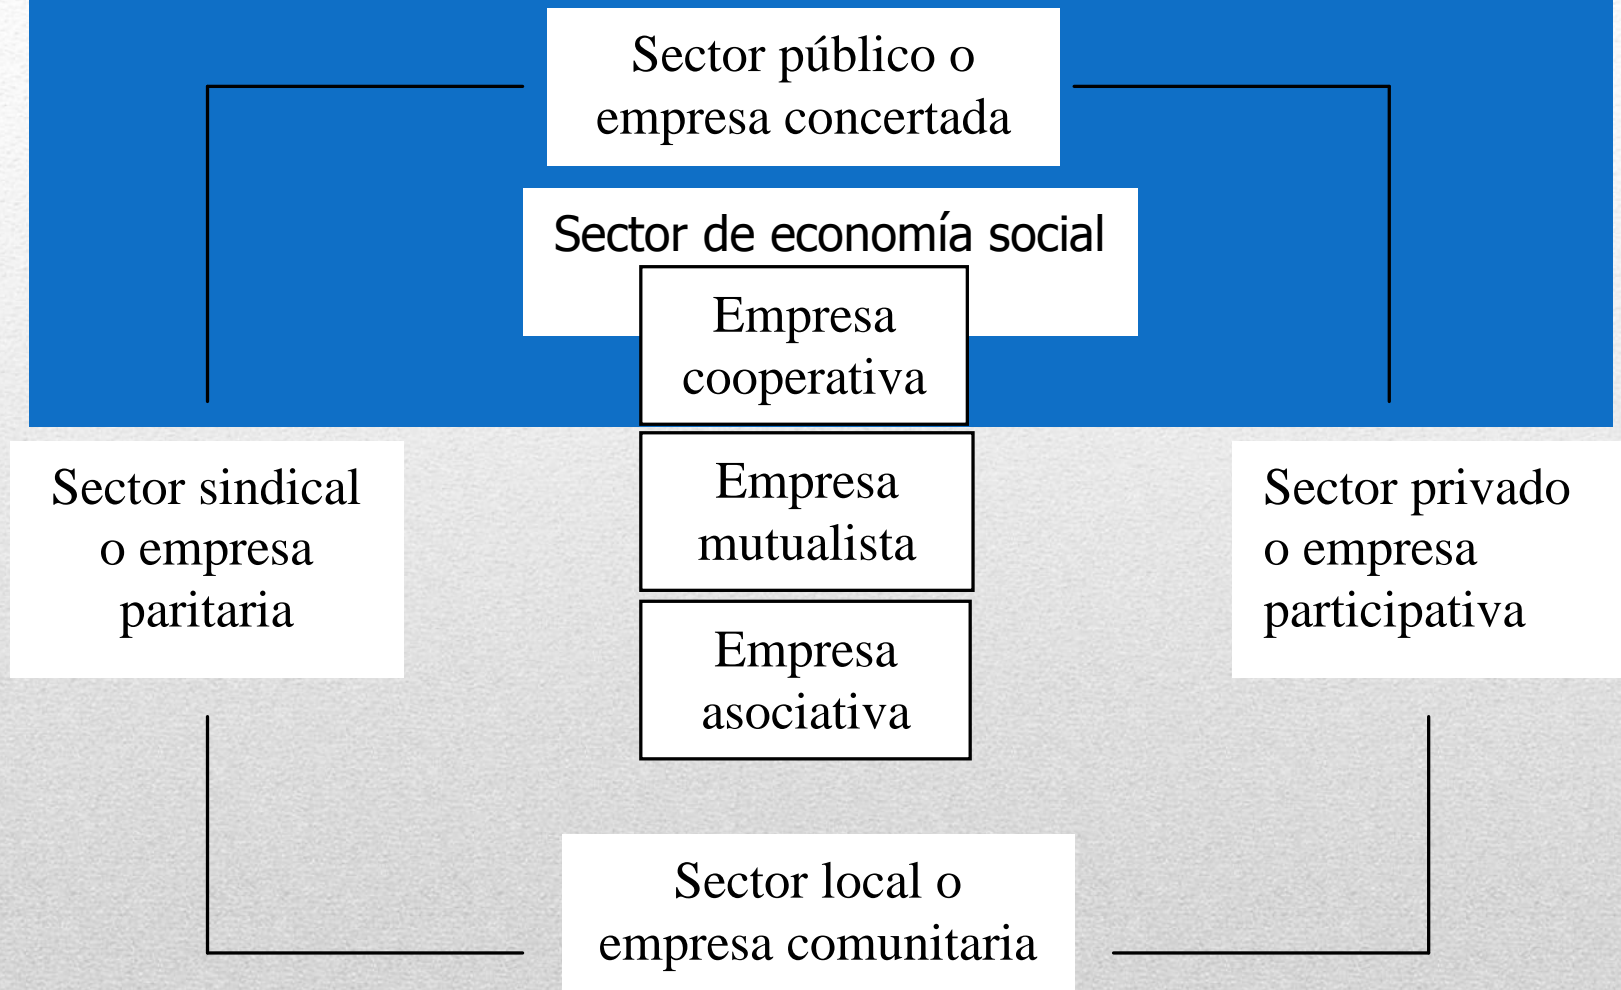 Sector público o
empresa concertada
Sector de economía social
Empresa
cooperativa
Sector sindical
o empresa
paritaria
Empresa
mutualista
Empresa
asociativa
Sector privado
o empresa
participativa
Sector local o
empresa comunitaria